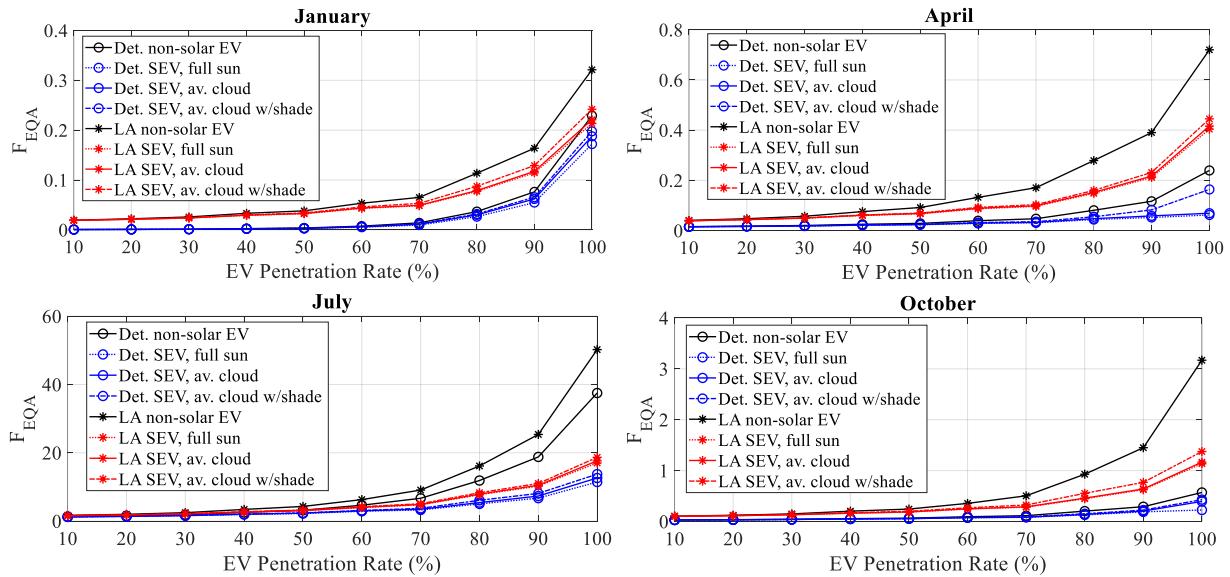 January
0.4
0.3
0.2
0.1
0
F_EQA
Det. non-solar EV
Det. SEV, full sun
Det. SEV, av. cloud
Det. SEV, av. cloud w/shade
LA non-solar EV
LA SEV, full sun
LA SEV, av. cloud
LA SEV, av. cloud w/shade
10 20 30 40 50 60 70 80 90 100
EV Penetration Rate (%)
April
0.8
0.6
0.4
0.2
0
F_EQA
Det. non-solar EV
Det. SEV, full sun
Det. SEV, av. cloud
Det. SEV, av. cloud w/shade
LA non-solar EV
LA SEV, full sun
LA SEV, av. cloud
LA SEV, av. cloud w/shade
10 20 30 40 50 60 70 80 90 100
EV Penetration Rate (%)
July
60
40
20
0
F_EQA
Det. non-solar EV
Det. SEV, full sun
Det. SEV, av. cloud
Det. SEV, av. cloud w/shade
LA non-solar EV
LA SEV, full sun
LA SEV, av. cloud
LA SEV, av. cloud w/shade
10 20 30 40 50 60 70 80 90 100
EV Penetration Rate (%)
October
4
3
2
1
0
F_EQA
Det. non-solar EV
Det. SEV, full sun
Det. SEV, av. cloud
Det. SEV, av. cloud w/shade
LA non-solar EV
LA SEV, full sun
LA SEV, av. cloud
LA SEV, av. cloud w/shade
10 20 30 40 50 60 70 80 90 100
EV Penetration Rate (%)